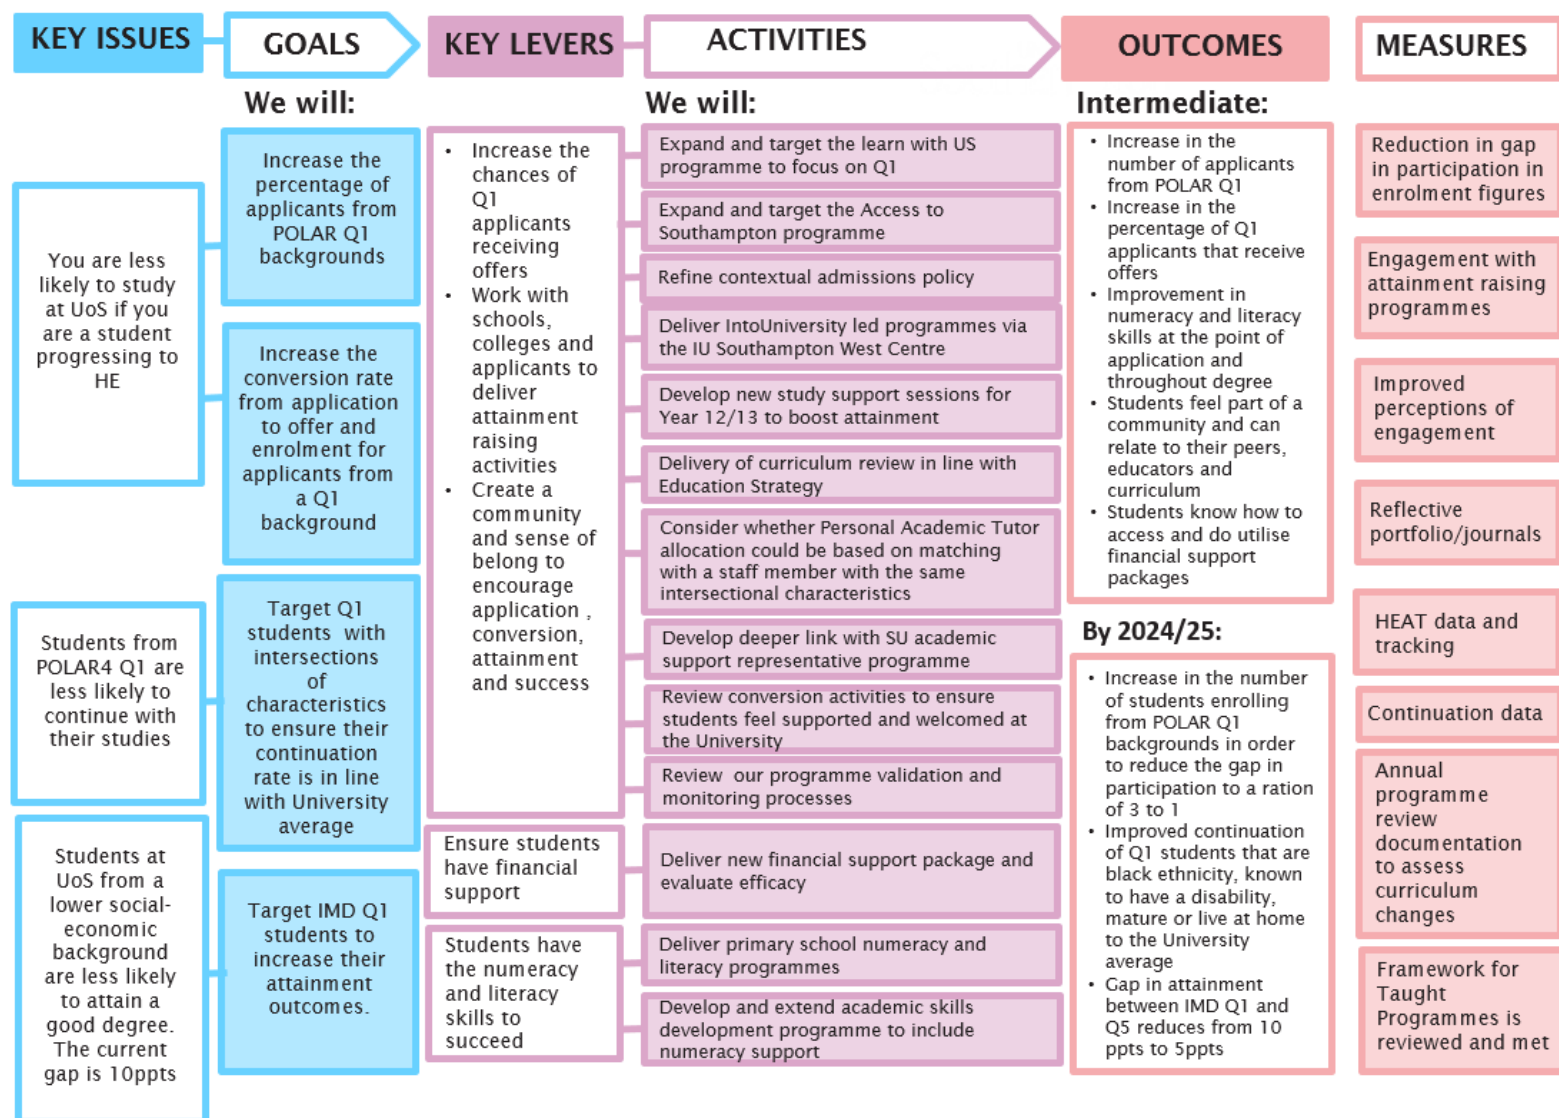 KEY ISSUES
GOALS
KEY LEVERS
ACTIVITIES
OUTCOMES
MEASURES
We will:
You are less
likely to study
at UoS if you
are a student
progressing to
HE
Students from
POLAR4 Q1 are
less likely to
continue with
their studies
Students at
UoS from a
lower social-
economic
background
are less likely
to attain a
good degree.
The current
gap is 10ppts
Increase the
percentage of
applicants from
POLAR Q1
backgrounds
Increase the
conversion rate
from application
to offer and
enrolment for
applicants from
a Q1
background
Target Q1
students with
intersections
of
characteristics
to ensure their
continuation
rate is in line
with University
average
Target IMD Q1
students to
increase their
attainment
outcomes.
• Increase the
chances of
Q1
applicants
receiving
offers
• Work with
schools,
colleges and
applicants to
deliver
attainment
raising
activities
• Create a
community
and sense of
belong to
encourage
application ,
conversion,
attainment
and success
Ensure students
have financial
support
Students have
the numeracy
and literacy
skills to
succeed
We will:
Expand and target the learn with US
programme to focus on Q1
Expand and target the Access to
Southampton programme
Refine contextual admissions policy
Deliver IntoUniversity led programmes via
the IU Southampton West Centre
Develop new study support sessions for
Year 12/13 to boost attainment
Delivery of curriculum review in line with
Education Strategy
Consider whether Personal Academic Tutor
allocation could be based on matching
with a staff member with the same
intersectional characteristics
Develop deeper link with SU academic
support representative programme
Review conversion activities to ensure
students feel supported and welcomed at
the University
Review our programme validation and
monitoring processes
Deliver new financial support package and
evaluate efficacy
Deliver primary school numeracy and
literacy programmes
Develop and extend academic skills
development programme to include
numeracy support
Intermediate:
• Increase in the
number of applicants
from POLAR Q1
• Increase in the
percentage of Q1
applicants that receive
offers
• Improvement in
numeracy and literacy
skills at the point of
application and
throughout degree
• Students feel part of a
community and can
relate to their peers,
educators and
curriculum
• Students know how to
access and do utilise
financial support
packages
By 2024/25:
• Increase in the number
of students enrolling
from POLAR Q1
backgrounds in order
to reduce the gap in
participation to a ration
of 3 to 1
• Improved continuation
of Q1 students that are
black ethnicity, known
to have a disability,
mature or live at home
to the University
average
• Gap in attainment
between IMD Q1 and
Q5 reduces from 10
ppts to 5ppts
Reduction in gap
in participation in
enrolment figures
Engagement with
attainment raising
programmes
Improved
perceptions of
engagement
Reflective
portfolio/journals
HEAT data and
tracking
Continuation data
Annual
programme
review
documentation
to assess
curriculum
changes
Framework for
Taught
Programmes is
reviewed and met